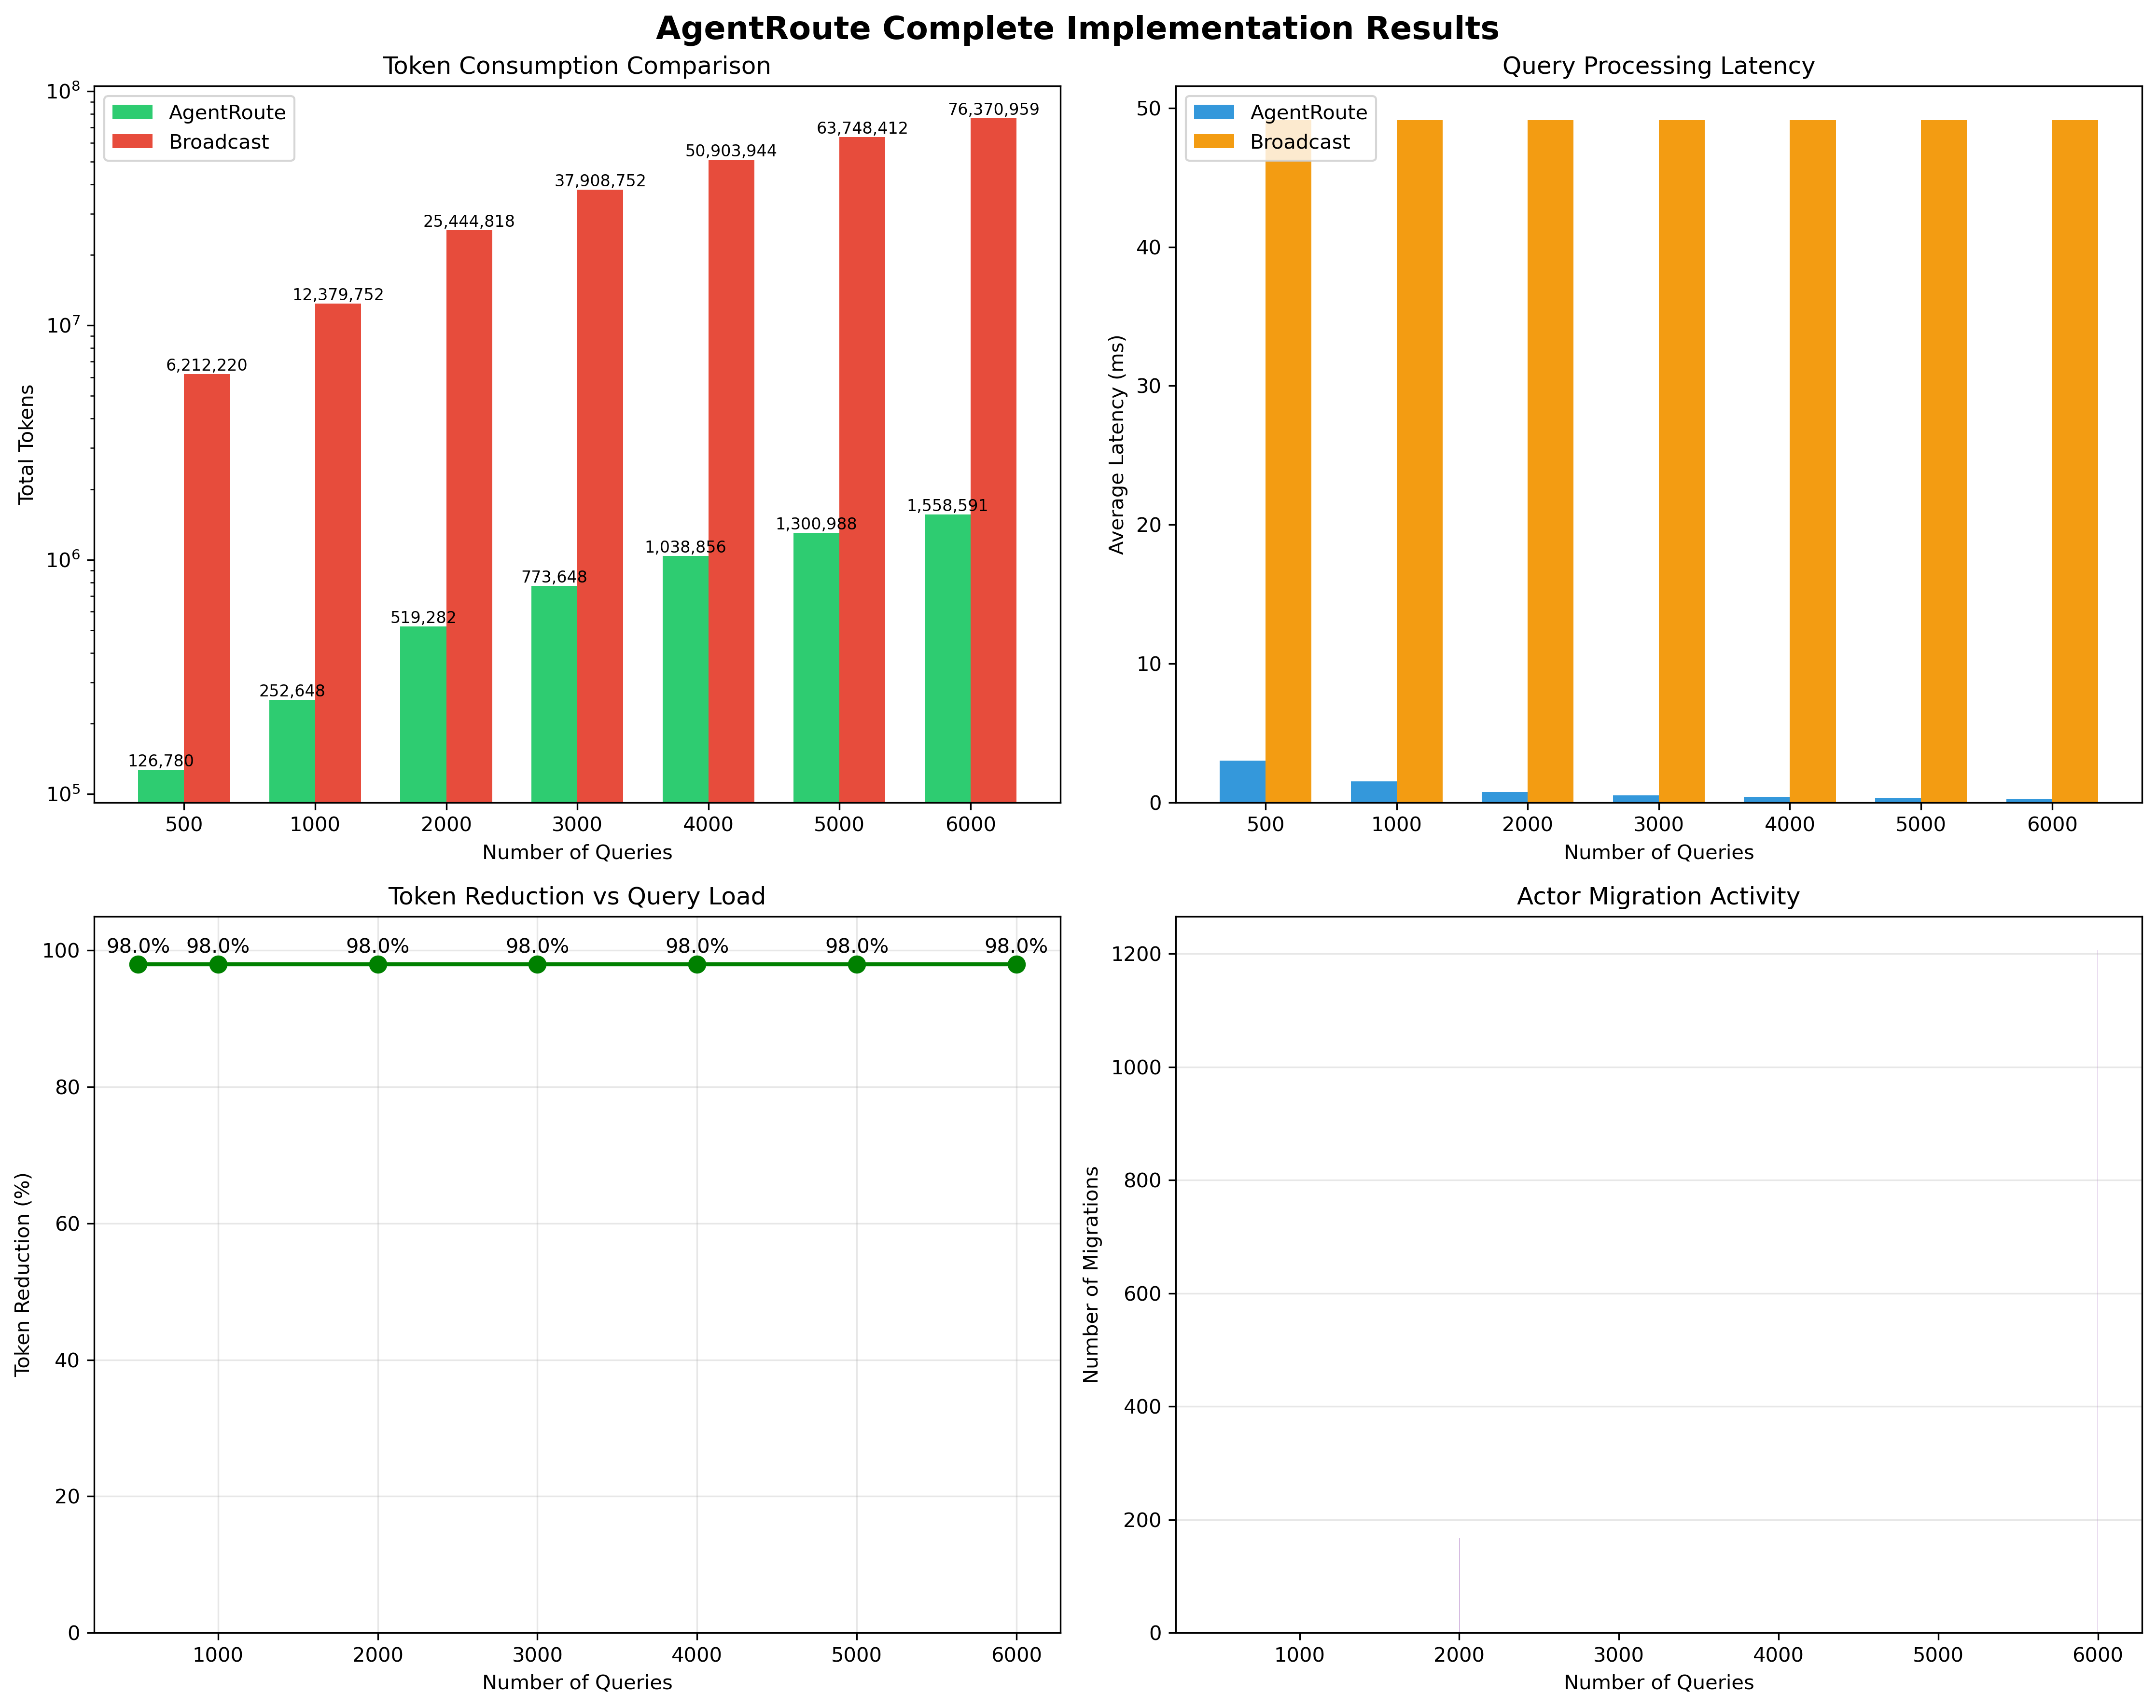 AgentRoute Complete Implementation Results
Token Consumption Comparison
AgentRoute
Broadcast
Total Tokens
10^8
10^7
10^6
10^5
6,212,220
12,379,752
25,444,818
37,908,752
50,903,944
63,748,412
76,370,959
126,780
252,648
519,282
773,648
1,038,856
1,300,988
1,558,591
500 1000 2000 3000 4000 5000 6000
Number of Queries
Query Processing Latency
AgentRoute
Broadcast
Average Latency (ms)
50
40
30
20
10
0
500 1000 2000 3000 4000 5000 6000
Number of Queries
Token Reduction vs Query Load
98.0% 98.0% 98.0% 98.0% 98.0% 98.0% 98.0%
Token Reduction (%)
100
80
60
40
20
0
1000 2000 3000 4000 5000 6000
Number of Queries
Actor Migration Activity
Number of Migrations
1200
1000
800
600
400
200
0
1000 2000 3000 4000 5000 6000
Number of Queries